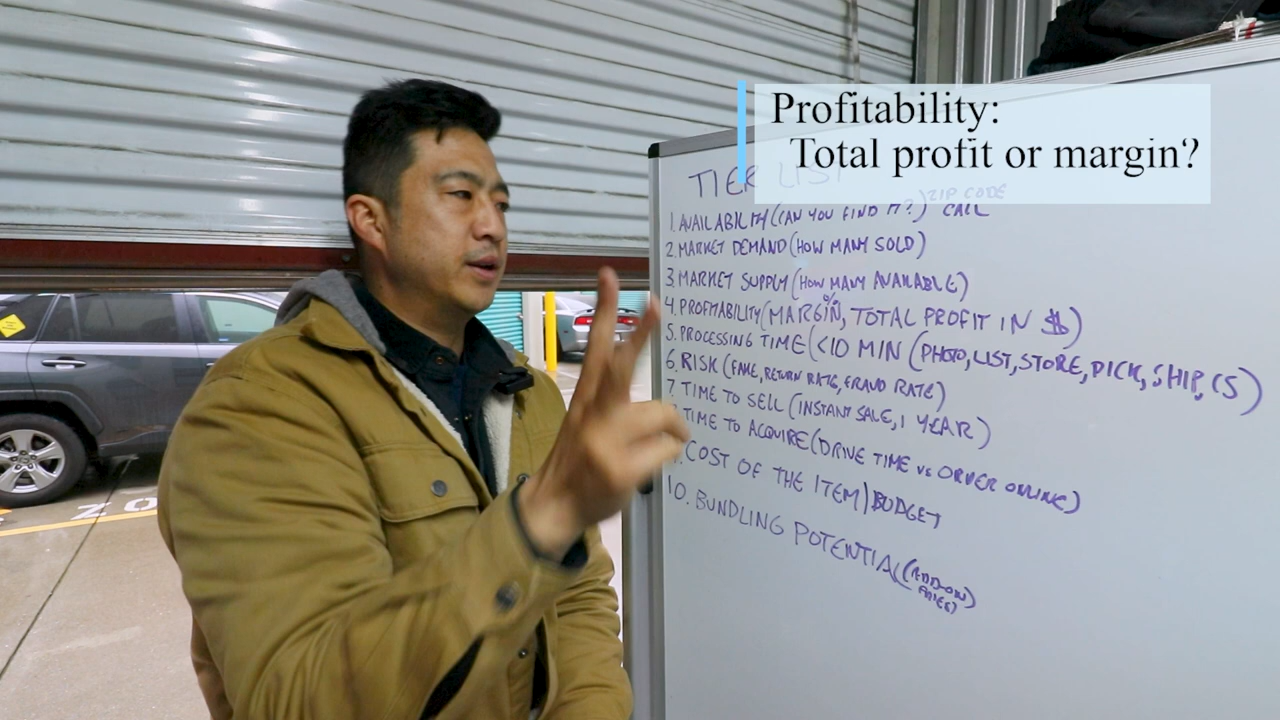 Profitability:
Total profit or margin?
TIER LIST
ZIP CODE
1. AVAILABILITY (CAN YOU FIND IT?) CALL
2. MARKET DEMAND (HOW MANY SOLD)
3. MARKET SUPPLY (HOW MANY AVAILABLE)
4. PROFITABILITY (MARGIN, TOTAL PROFIT IN $)
%
5. PROCESSING TIME (<10 MIN (PHOTO, LIST, STORE, PICK, SHIP, CS)
6. RISK (FAKE, RETURN RATE, FRAUD RATE)
7. TIME TO SELL (INSTANT SALE, 1 YEAR)
TIME TO ACQUIRE (DRIVE TIME vs ORDER ONLINE)
COST OF THE ITEM) BUDGET
10. BUNDLING POTENTIAL (ADD-ON
ZO